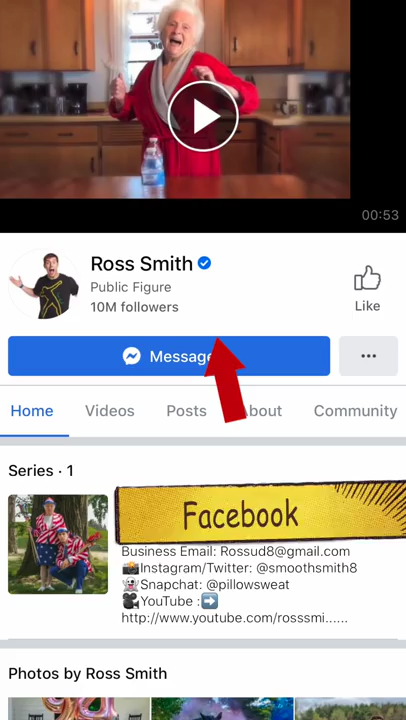 00:53
Ross Smith
Public Figure
10M followers
Like
Message
Home Videos Posts About Community
Series · 1
Facebook
Business Email: Rossud8@gmail.com
📸Instagram/Twitter: @smoothsmith8
👻Snapchat: @pillowsweat
🎥YouTube :➡️
http://www.youtube.com/rosssmi......
Photos by Ross Smith